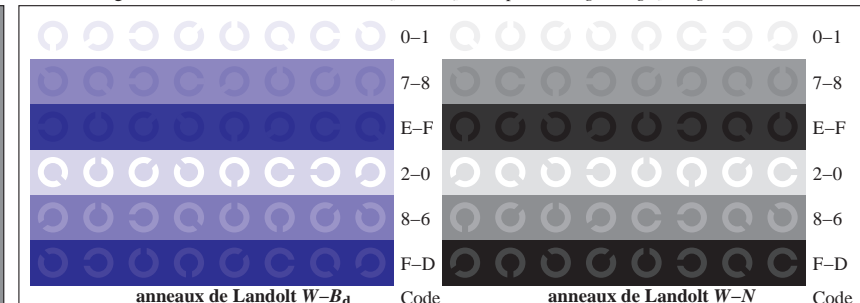 0–1 0–1
7–8 7–8
E–F E–F
2–0 2–0
8–6 8–6
F–D F–D
anneaux de Landolt W–Bd Code anneaux de Landolt W–N Code